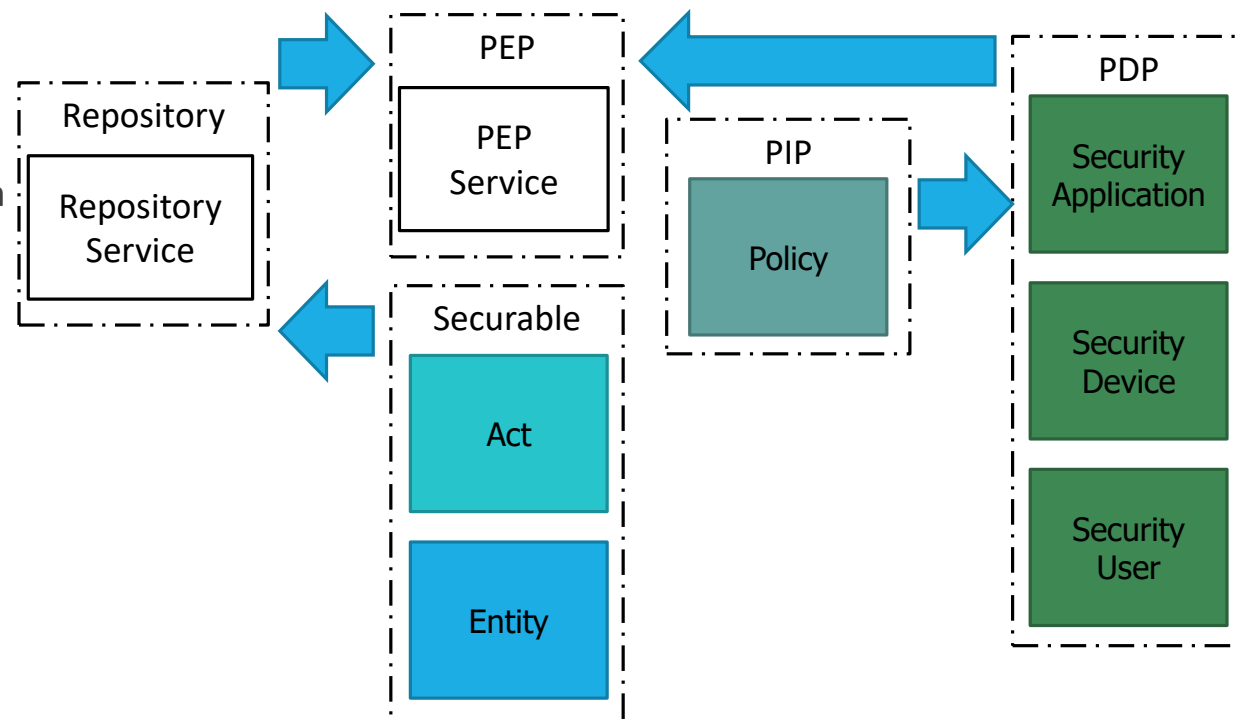 PEP
PEP
Service
PDP
Security
Application
Security
Device
Security
User
PIP
Policy
Repository
Repository
Service
Securable
Act
Entity